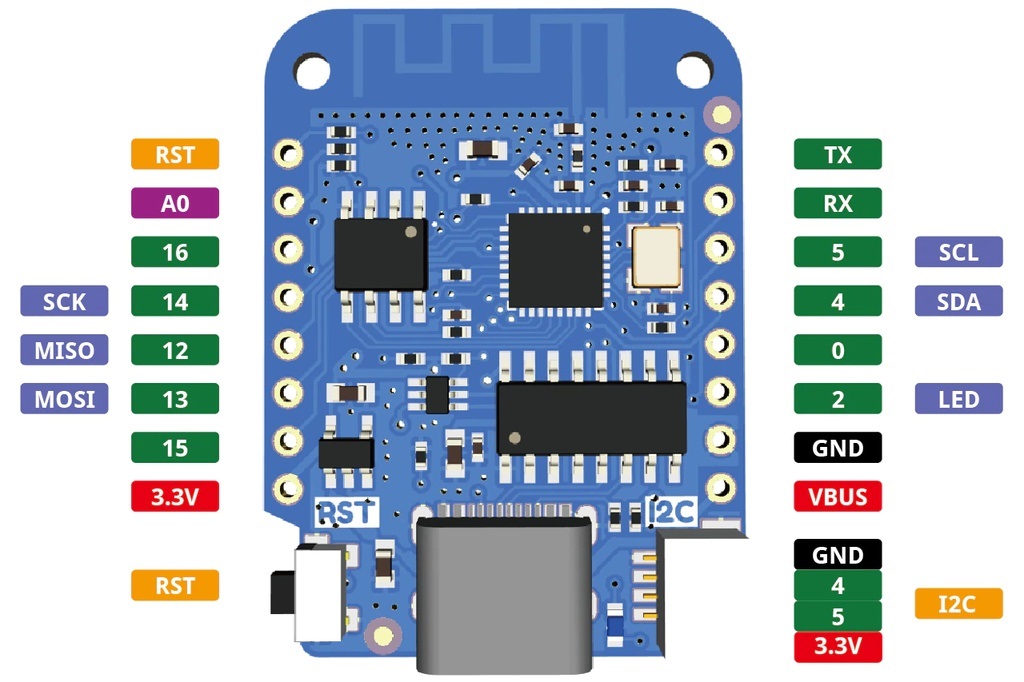 RST
A0
16
SCK 14
MISO 12
MOSI 13
15
3.3V
RST
RST
I2C
TX
RX
5 SCL
4 SDA
0
2 LED
GND
VBUS
GND
4
5
3.3V
I2C